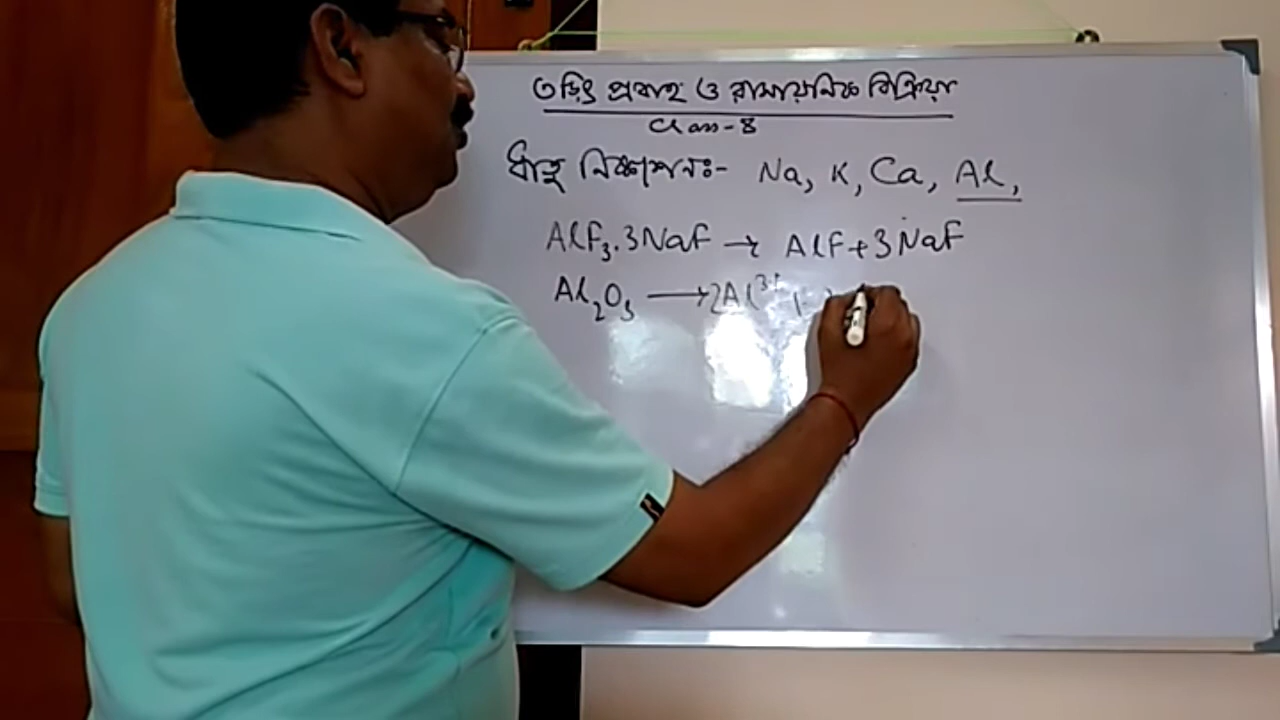 তড়িৎ প্রবাহ ও রাসায়নিক বিক্রিয়া
Class-8
ধাতু নিষ্কাশনঃ- Na, K, Ca, Al,
AlF₃.3NaF → AlF + 3NaF
Al₂O₃ → 2Al³⁺ +